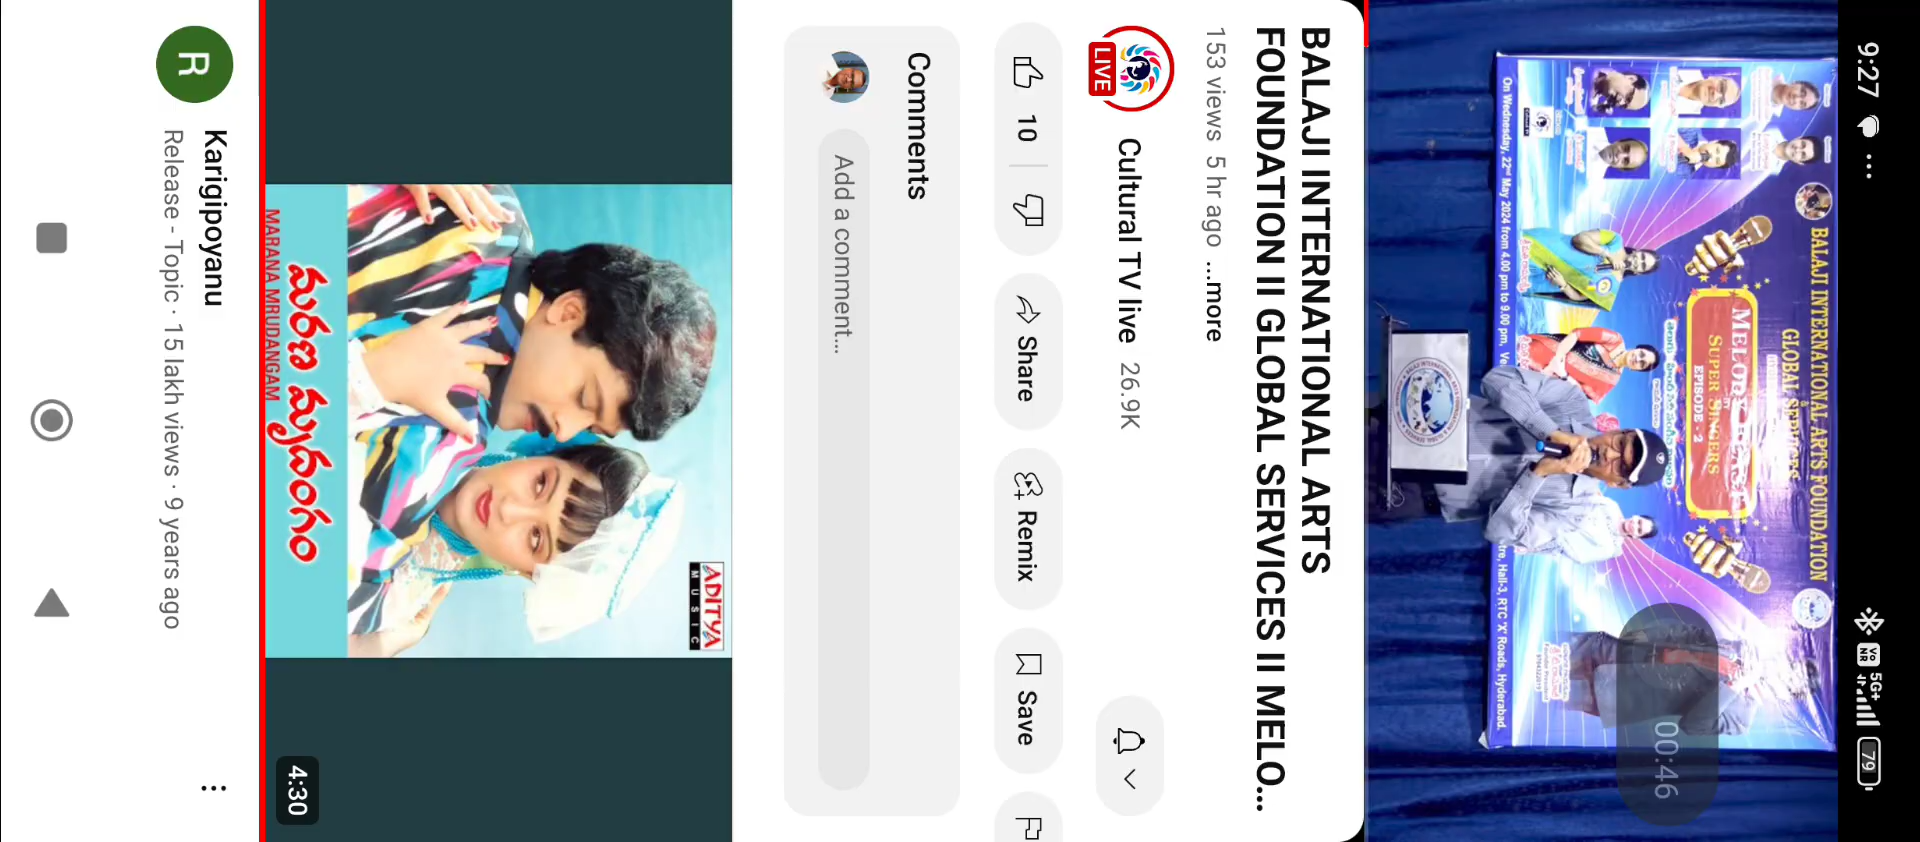 9:27
Vo
NR
5G+
79
BALAJI INTERNATIONAL ARTS FOUNDATION
GLOBAL SERVICES
MELODY
SUPER SINGERS
EPISODE - 2
On Wednesday, 22nd May 2024 from 4.00 pm to 9.00 pm.
Hall-3, RTC 'X' Roads, Hyderabad.
00:46
BALAJI INTERNATIONAL ARTS
FOUNDATION II GLOBAL SERVICES II MELO...
153 views 5 hr ago ...more
LIVE
Cultural TV live 26.9K
10
Share
Remix
Save
Comments
Add a comment...
ADITYA
MUSIC
మరణ మృదంగం
MARANA MRUDANGAM
4:30
R
Karigipoyanu
Release - Topic · 15 lakh views · 9 years ago